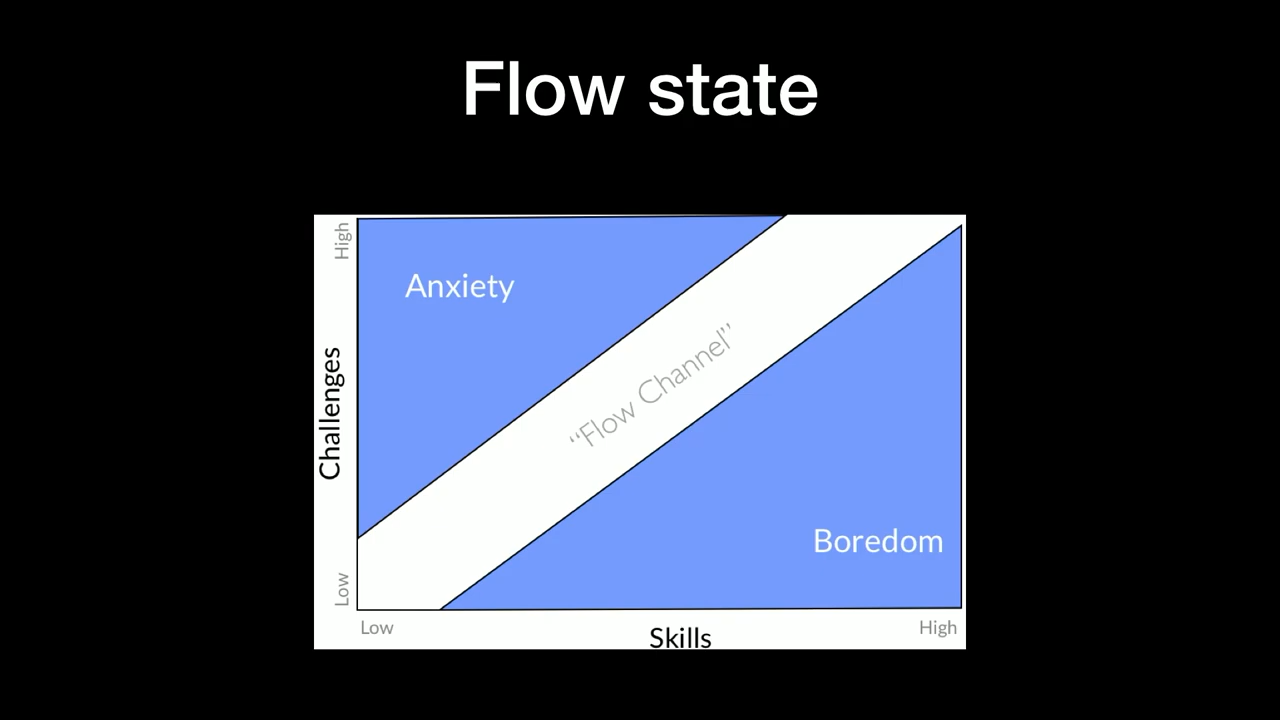 Flow state
High
Anxiety
Challenges
“Flow Channel”
Boredom
Low
Low
Skills
High